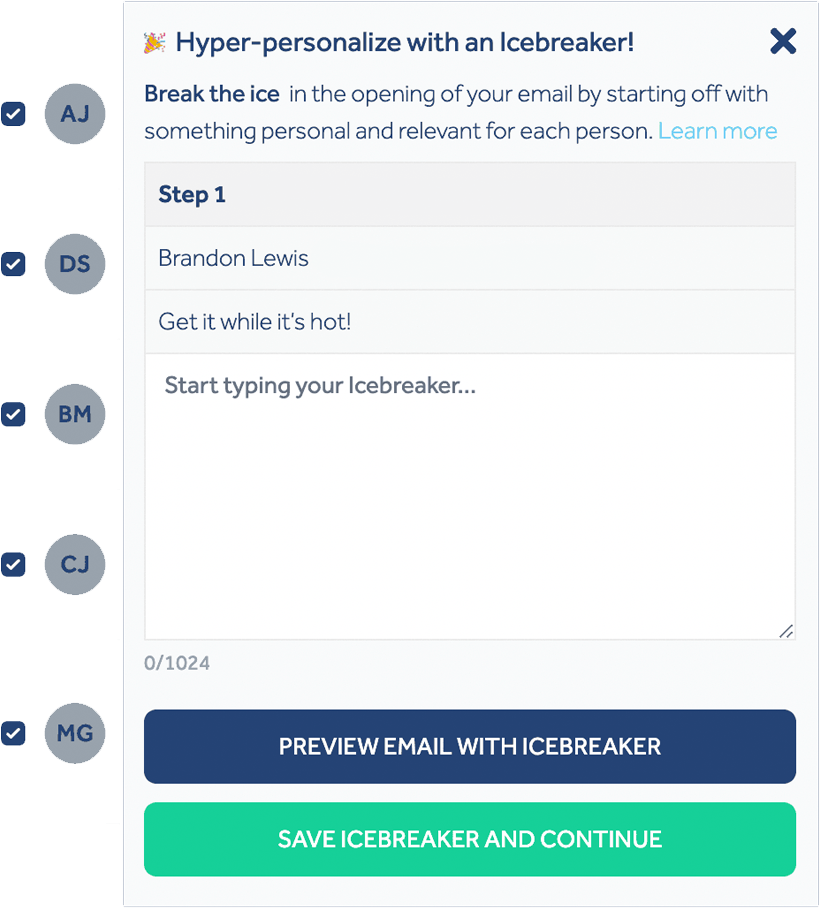 🎉 Hyper-personalize with an Icebreaker!
Break the ice in the opening of your email by starting off with
something personal and relevant for each person. Learn more
AJ
Step 1
DS
Brandon Lewis
Get it while it's hot!
Start typing your Icebreaker...
BM
CJ
0/1024
MG
PREVIEW EMAIL WITH ICEBREAKER
SAVE ICEBREAKER AND CONTINUE